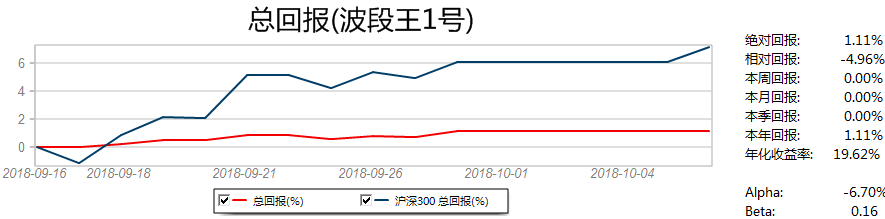 总回报(波段王1号)
6
4
2
0
2018-09-16
2018-09-18
2018-09-21
2018-09-26
2018-10-01
2018-10-04
总回报(%)
沪深300 总回报(%)
绝对回报: 1.11%
相对回报: -4.96%
本周回报: 0.00%
本月回报: 0.00%
本季回报: 0.00%
本年回报: 1.11%
年化收益率: 19.62%
Alpha: -6.70%
Beta: 0.16